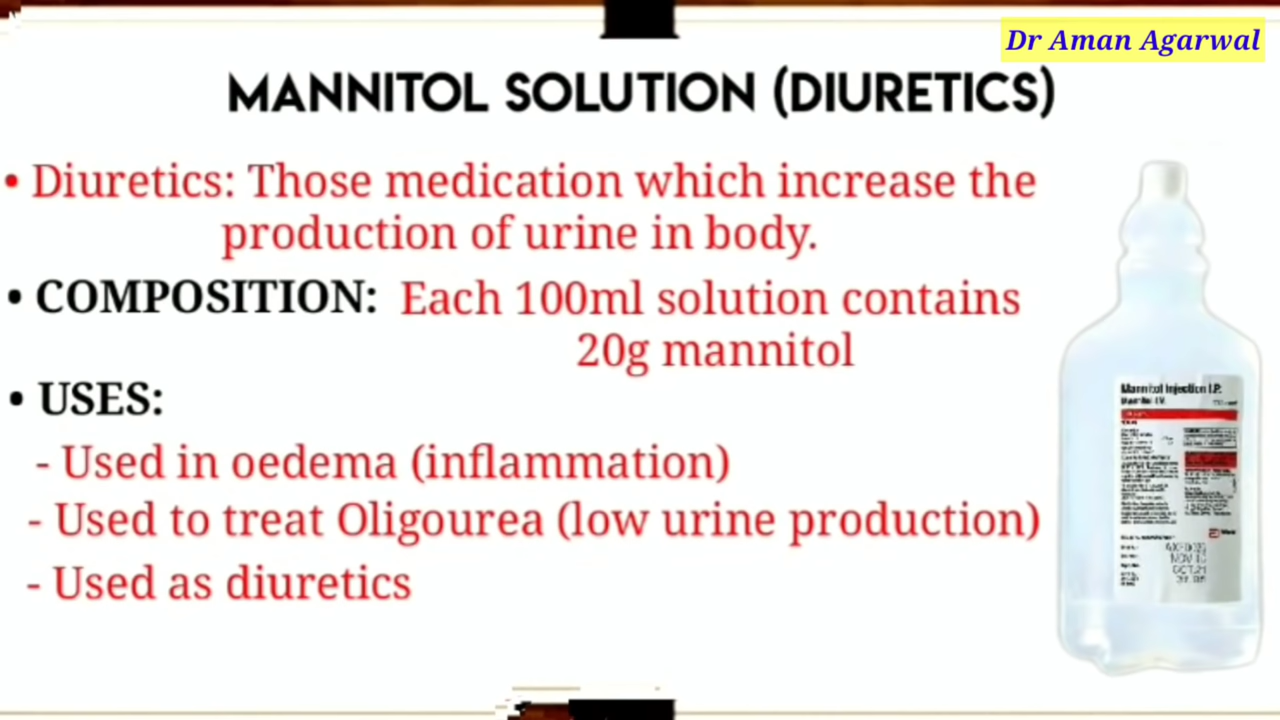 Dr Aman Agarwal
MANNITOL SOLUTION (DIURETICS)
• Diuretics: Those medication which increase the
production of urine in body.
• COMPOSITION: Each 100ml solution contains
20g mannitol
• USES:
- Used in oedema (inflammation)
- Used to treat Oligourea (low urine production)
- Used as diuretics
Mannitol Injection I.P.